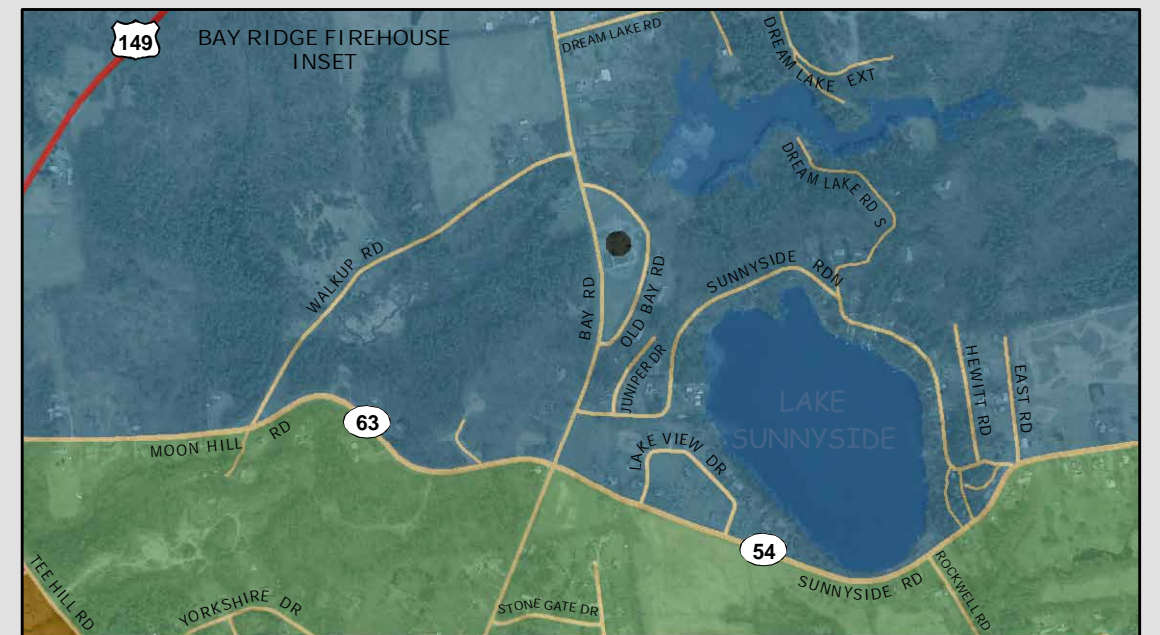 149
BAY RIDGE FIREHOUSE
INSET
DREAM LAKE RD
DREAM LAKE EXT
DREAM LAKE RD S
WALKUP RD
SUNNYSIDE RDN
BAY RD
OLD BAY RD
JUNIPER DR
HEWITT RD
EAST RD
LAKE
SUNNYSIDE
63
MOON HILL RD
LAKE VIEW DR
54
SUNNYSIDE RD
ROCKWELL RD
TEE HILL RD
YORKSHIRE DR
STONE GATE DR